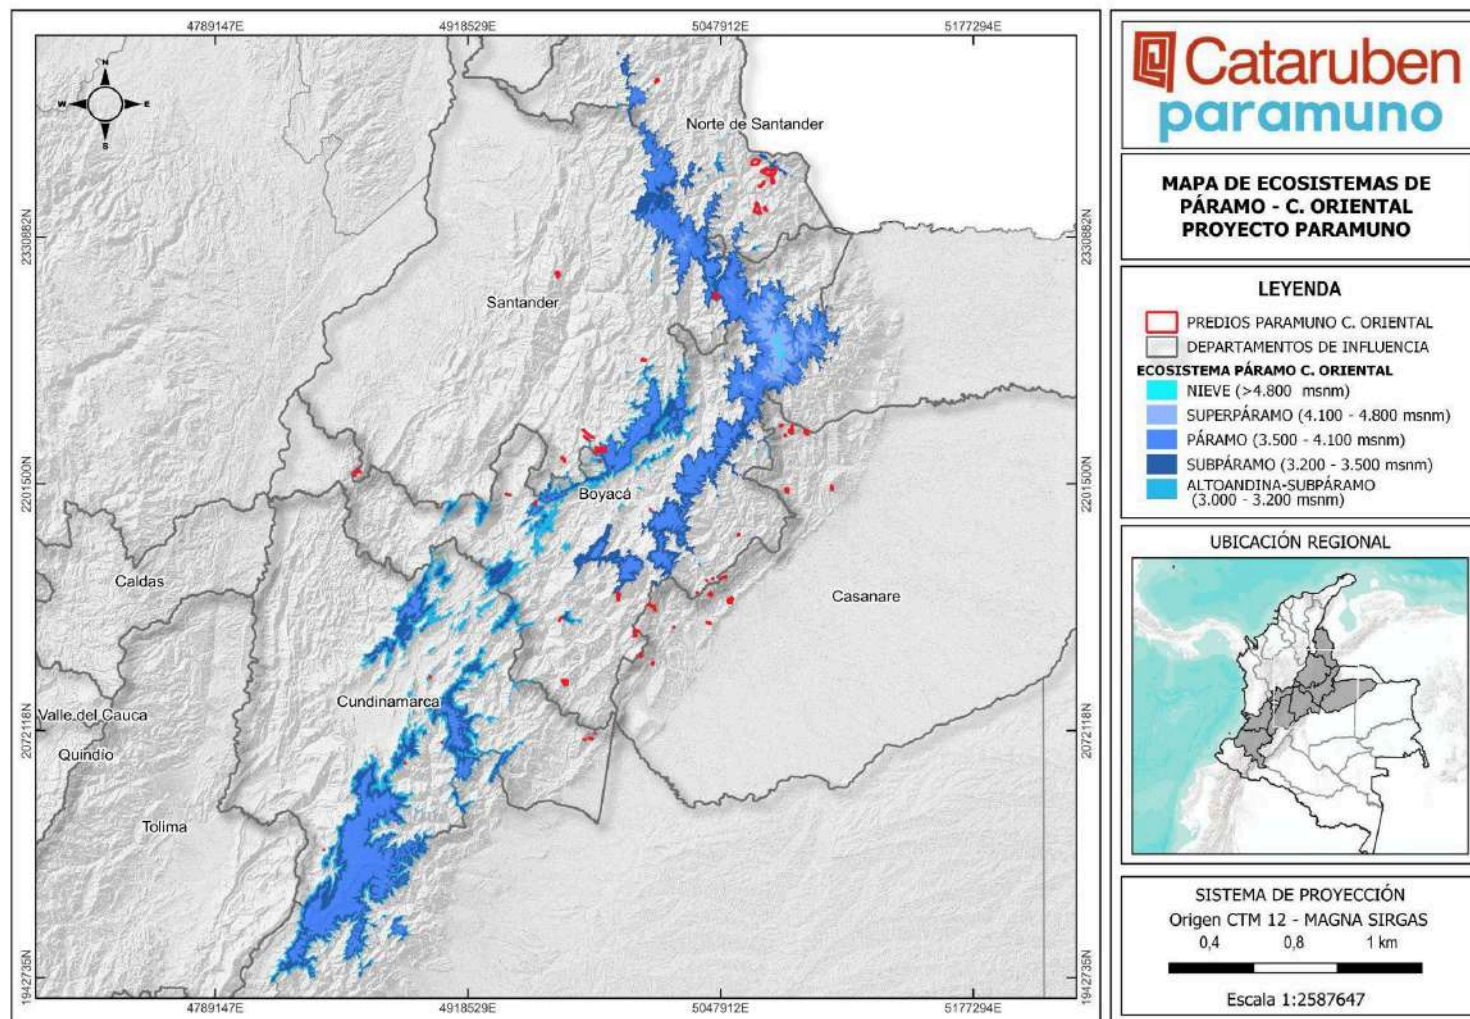 4789147E
4918529E
5047912E
5177294E
N
W
E
S
2330882N
2201500N
2072118N
1942735N
Norte de Santander
Santander
Boyacá
Caldas
Casanare
Cundinamarca
Valle del Cauca
Quindío
Tolima
2330882N
2201500N
2072118N
1942735N
4789147E
4918529E
5047912E
5177294E
Cataruben
paramuno
MAPA DE ECOSISTEMAS DE
PÁRAMO - C. ORIENTAL
PROYECTO PARAMUNO
LEYENDA
PREDIOS PARAMUNO C. ORIENTAL
DEPARTAMENTOS DE INFLUENCIA
ECOSISTEMA PÁRAMO C. ORIENTAL
NIEVE (>4.800 msnm)
SUPERPÁRAMO (4.100 - 4.800 msnm)
PÁRAMO (3.500 - 4.100 msnm)
SUBPÁRAMO (3.200 - 3.500 msnm)
ALTOANDINA-SUBPÁRAMO
(3.000 - 3.200 msnm)
UBICACIÓN REGIONAL
SISTEMA DE PROYECCIÓN
Origen CTM 12 - MAGNA SIRGAS
0,4 0,8 1 km
Escala 1:2587647